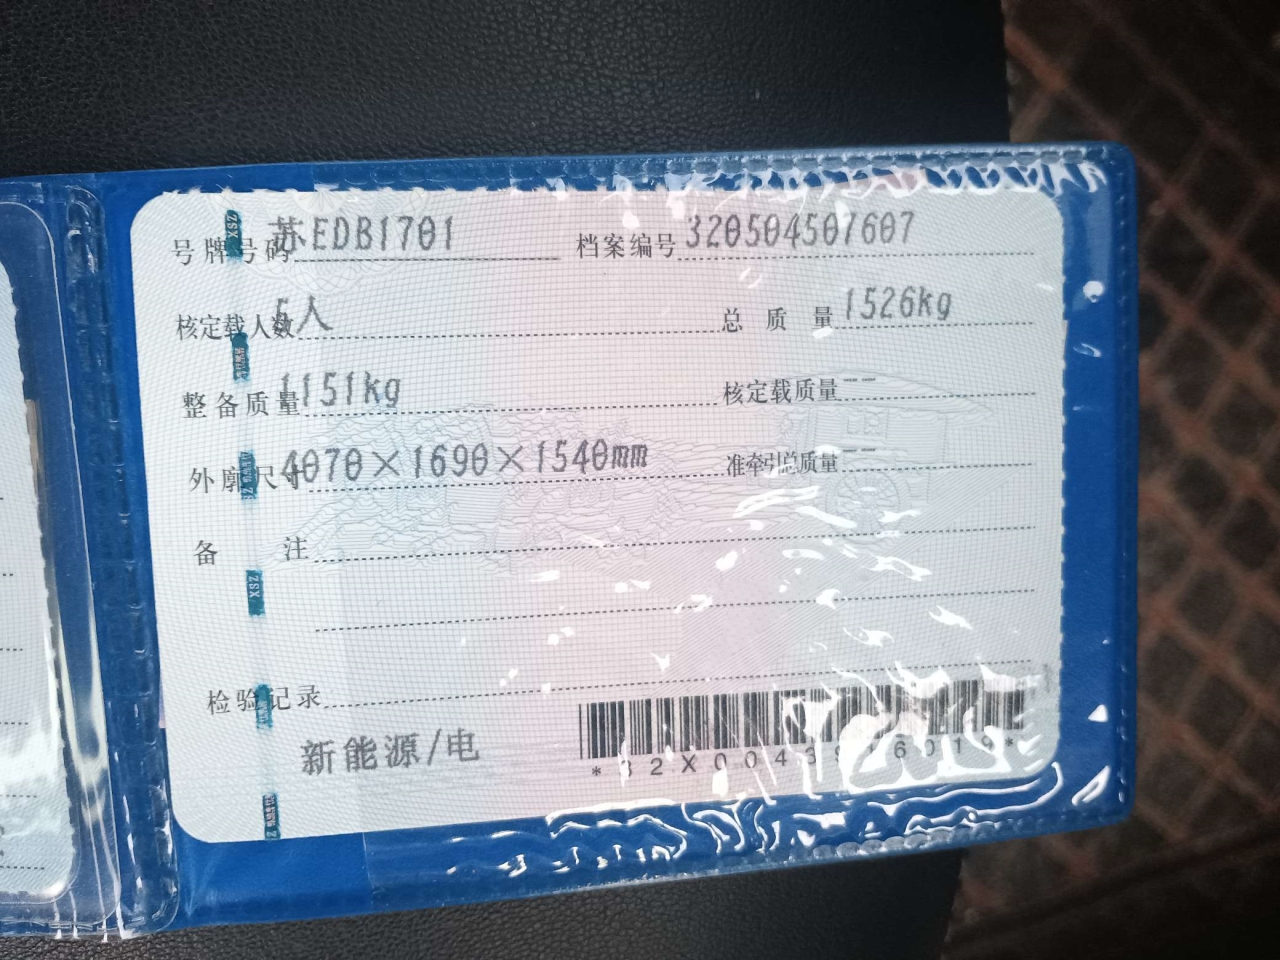 号牌号码 苏EDB1701 档案编号 320504507607
核定载人数 5人 总质量 1526kg
整备质量 1151kg 核定载质量 --
外廓尺寸 4070×1690×1540mm 准牵引总质量 --
备注
检验记录
新能源/电
XSZ
XSZ